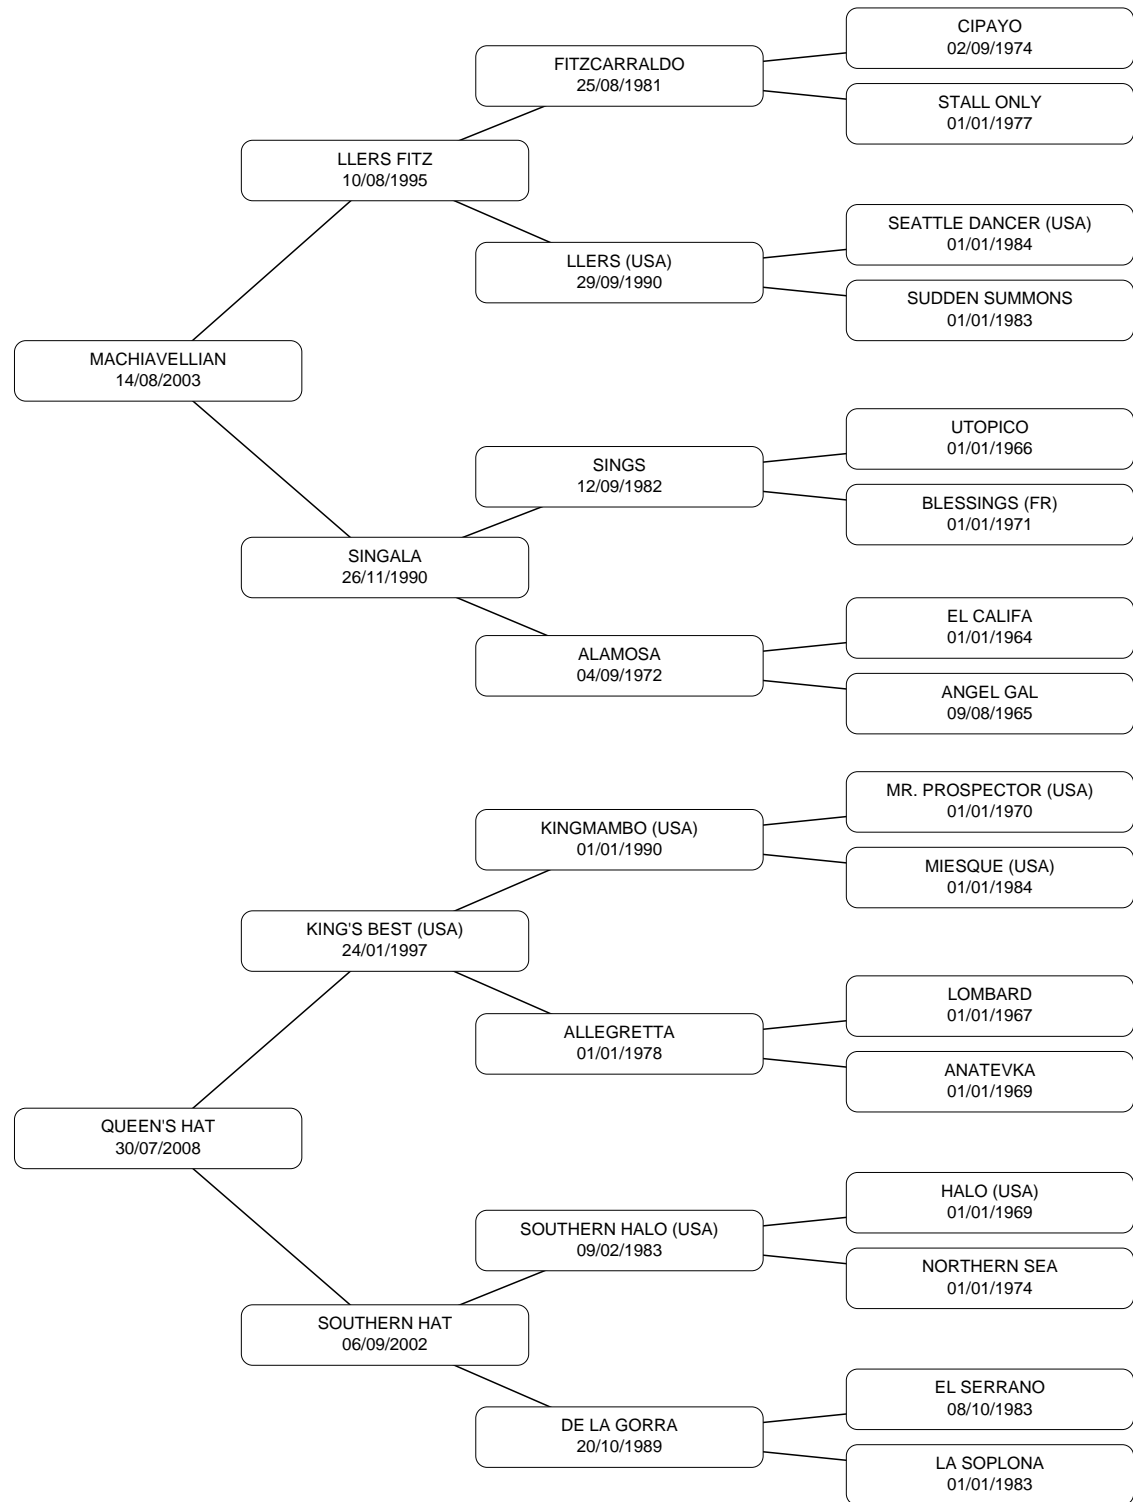 CIPAYO
02/09/1974
FITZCARRALDO
25/08/1981
STALL ONLY
01/01/1977
LLERS FITZ
10/08/1995
SEATTLE DANCER (USA)
01/01/1984
LLERS (USA)
29/09/1990
SUDDEN SUMMONS
01/01/1983
MACHIAVELLIAN
14/08/2003
UTOPICO
01/01/1966
SINGS
12/09/1982
BLESSINGS (FR)
01/01/1971
SINGALA
26/11/1990
EL CALIFA
01/01/1964
ALAMOSA
04/09/1972
ANGEL GAL
09/08/1965
MR. PROSPECTOR (USA)
01/01/1970
KINGMAMBO (USA)
01/01/1990
MIESQUE (USA)
01/01/1984
KING'S BEST (USA)
24/01/1997
LOMBARD
01/01/1967
ALLEGRETTA
01/01/1978
ANATEVKA
01/01/1969
QUEEN'S HAT
30/07/2008
HALO (USA)
01/01/1969
SOUTHERN HALO (USA)
09/02/1983
NORTHERN SEA
01/01/1974
SOUTHERN HAT
06/09/2002
EL SERRANO
08/10/1983
DE LA GORRA
20/10/1989
LA SOPLONA
01/01/1983